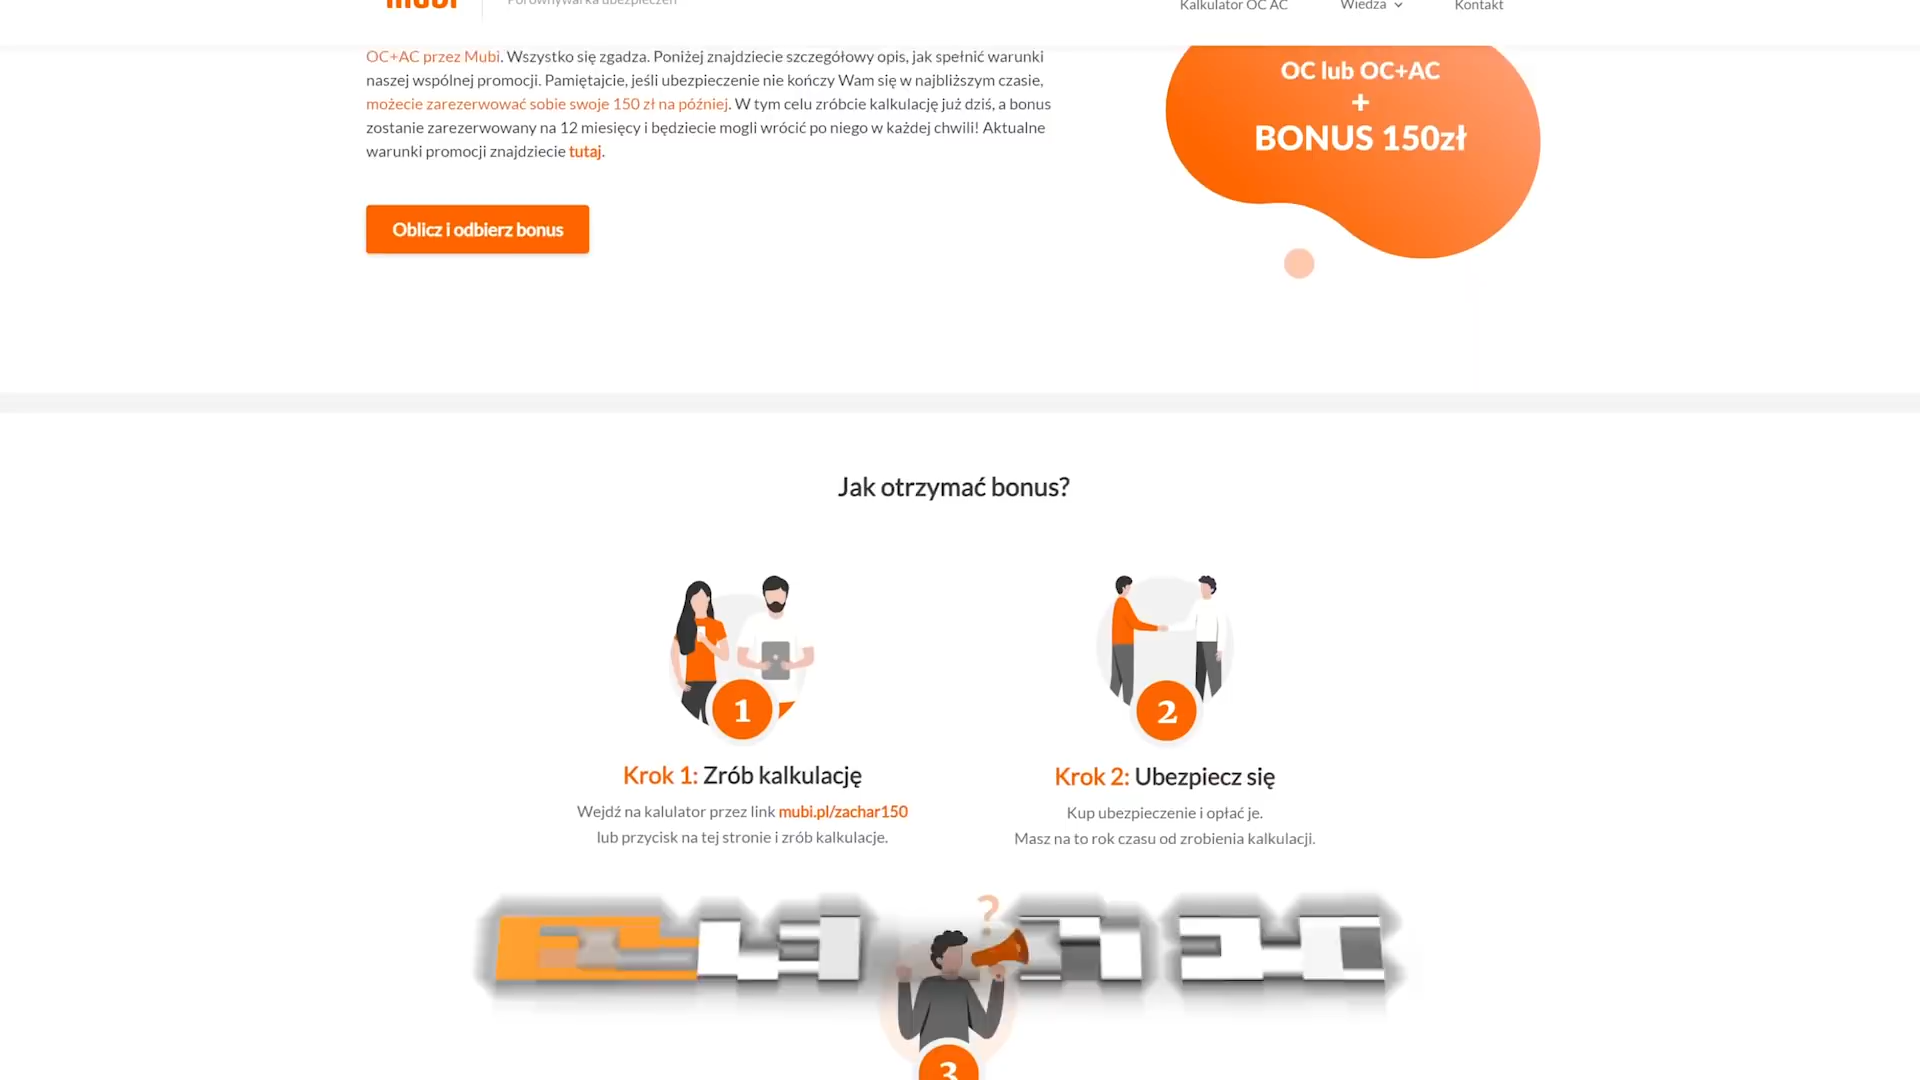 mubi
Porównywarka ubezpieczeń
Kalkulator OC AC
Wiedza
Kontakt
OC+AC przez Mubi. Wszystko się zgadza. Poniżej znajdziecie szczegółowy opis, jak spełnić warunki
naszej wspólnej promocji. Pamiętajcie, jeśli ubezpieczenie nie kończy Wam się w najbliższym czasie,
możecie zarezerwować sobie swoje 150 zł na później. W tym celu zróbcie kalkulację już dziś, a bonus
zostanie zarezerwowany na 12 miesięcy i będziecie mogli wrócić po niego w każdej chwili! Aktualne
warunki promocji znajdziecie tutaj.
OC lub OC+AC
+
BONUS 150zł
Oblicz i odbierz bonus
Jak otrzymać bonus?
1
2
Krok 1: Zrób kalkulację
Wejdź na kalulator przez link mubi.pl/zachar150
lub przycisk na tej stronie i zrób kalkulacje.
Krok 2: Ubezpiecz się
Kup ubezpieczenie i opłać je.
Masz na to rok czasu od zrobienia kalkulacji.
?
3